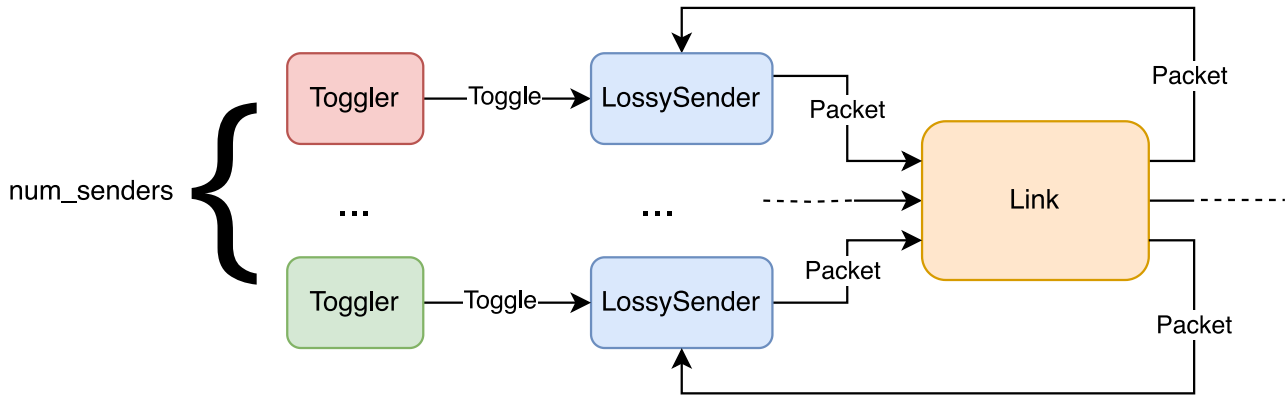 Packet
Toggler
Toggle
LossySender
Packet
num_senders
...
...
Link
Toggler
Toggle
LossySender
Packet
Packet